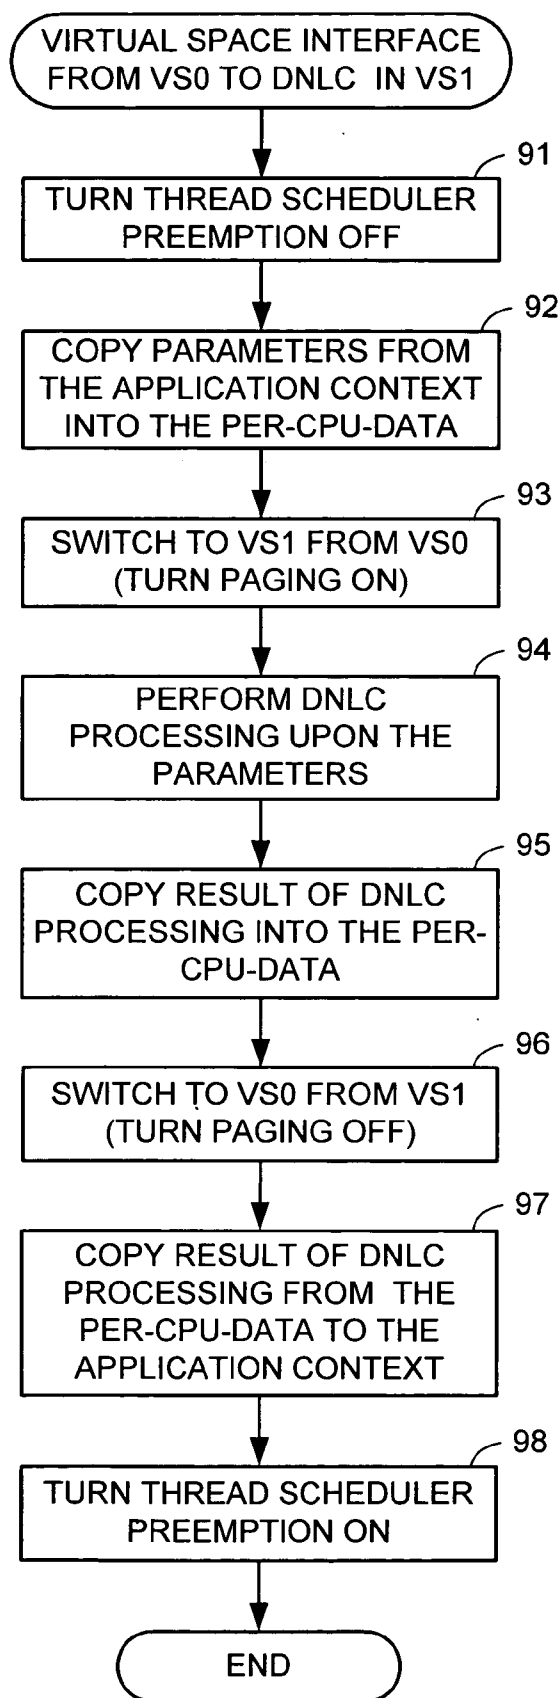 VIRTUAL SPACE INTERFACE
FROM VS0 TO DNLC IN VS1
91
TURN THREAD SCHEDULER
PREEMPTION OFF
92
COPY PARAMETERS FROM
THE APPLICATION CONTEXT
INTO THE PER-CPU-DATA
93
SWITCH TO VS1 FROM VS0
(TURN PAGING ON)
94
PERFORM DNLC
PROCESSING UPON THE
PARAMETERS
95
COPY RESULT OF DNLC
PROCESSING INTO THE PER-
CPU-DATA
96
SWITCH TO VS0 FROM VS1
(TURN PAGING OFF)
97
COPY RESULT OF DNLC
PROCESSING FROM THE
PER-CPU-DATA TO THE
APPLICATION CONTEXT
98
TURN THREAD SCHEDULER
PREEMPTION ON
END